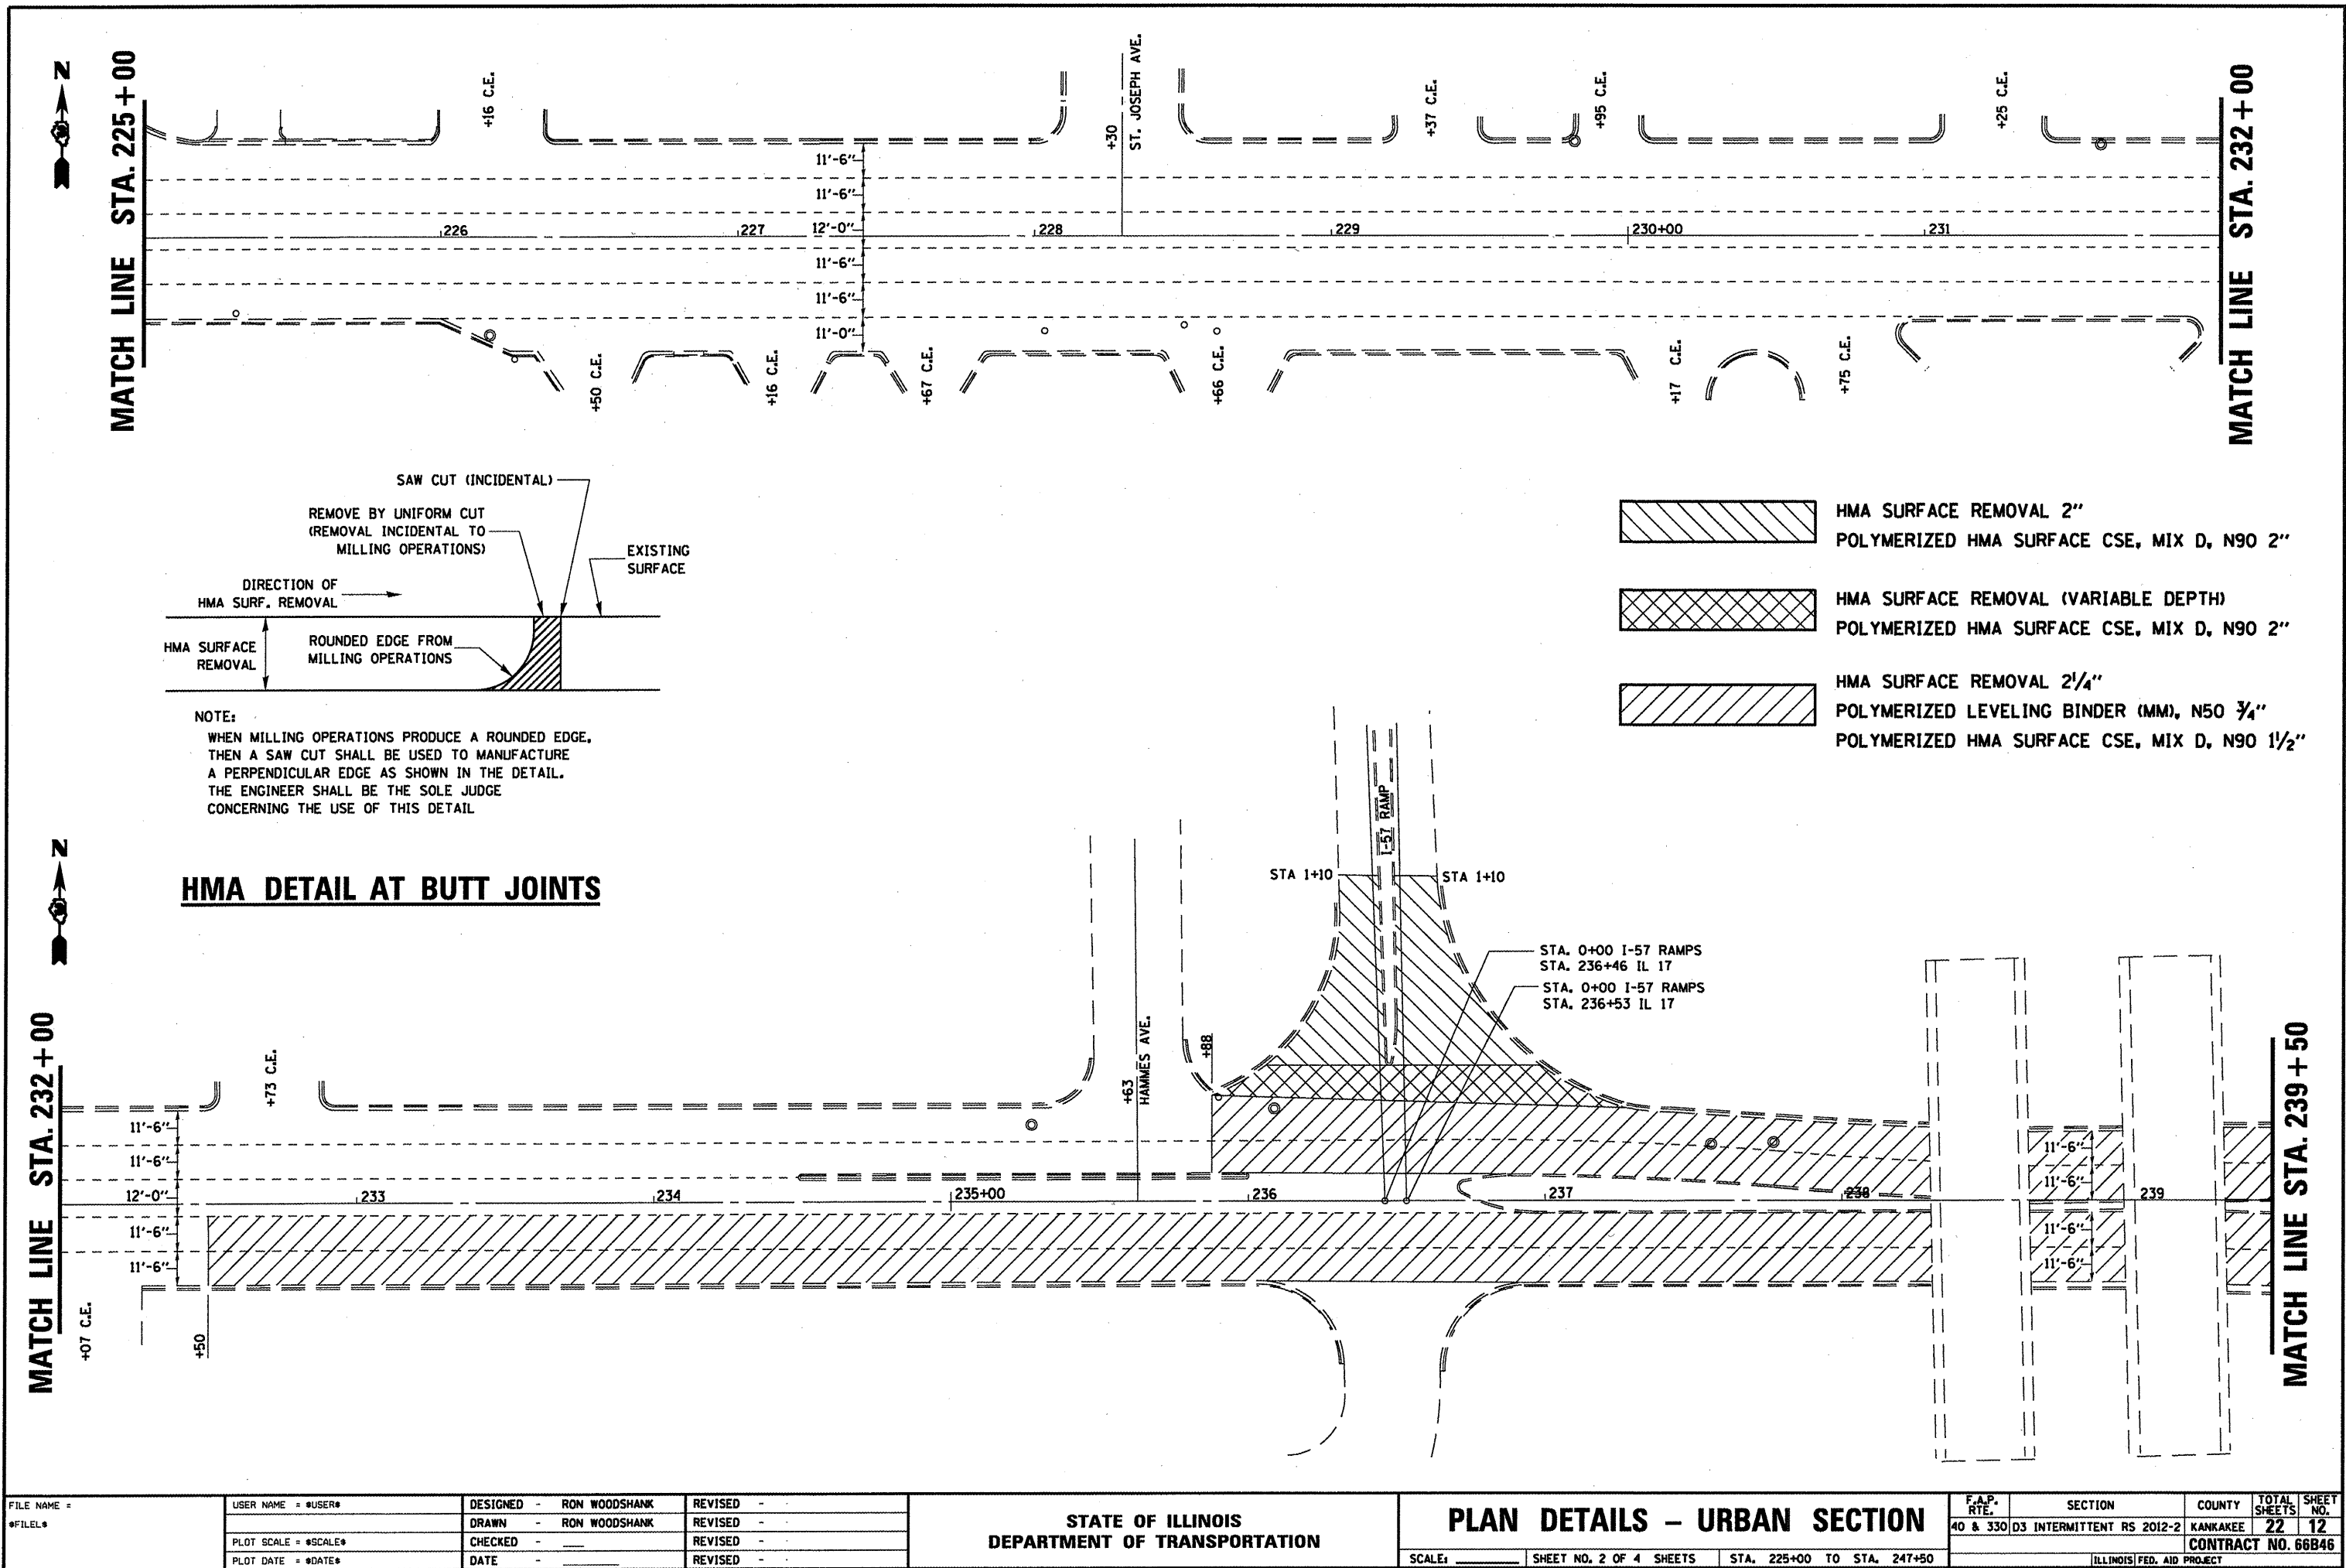 N
MATCH LINE STA. 225+00
+16 C.E.
+30
ST. JOSEPH AVE.
+37 C.E.
+95 C.E.
+25 C.E.
MATCH LINE STA. 232+00
11'-6"
11'-6"
12'-0"
11'-6"
11'-6"
11'-0"
226
227
228
229
230+00
231
+50 C.E.
+16 C.E.
+67 C.E.
+66 C.E.
+17 C.E.
+75 C.E.
SAW CUT (INCIDENTAL)
REMOVE BY UNIFORM CUT
(REMOVAL INCIDENTAL TO
MILLING OPERATIONS)
EXISTING
SURFACE
DIRECTION OF
HMA SURF. REMOVAL
HMA SURFACE
REMOVAL
ROUNDED EDGE FROM
MILLING OPERATIONS
NOTE:
WHEN MILLING OPERATIONS PRODUCE A ROUNDED EDGE,
THEN A SAW CUT SHALL BE USED TO MANUFACTURE
A PERPENDICULAR EDGE AS SHOWN IN THE DETAIL.
THE ENGINEER SHALL BE THE SOLE JUDGE
CONCERNING THE USE OF THIS DETAIL
HMA DETAIL AT BUTT JOINTS
HMA SURFACE REMOVAL 2"
POLYMERIZED HMA SURFACE CSE, MIX D, N90 2"
HMA SURFACE REMOVAL (VARIABLE DEPTH)
POLYMERIZED HMA SURFACE CSE, MIX D, N90 2"
HMA SURFACE REMOVAL 2 1/4"
POLYMERIZED LEVELING BINDER (MM), N50 3/4"
POLYMERIZED HMA SURFACE CSE, MIX D, N90 1 1/2"
N
MATCH LINE STA. 232+00
+07 C.E.
+73 C.E.
+50
11'-6"
11'-6"
12'-0"
11'-6"
11'-6"
233
234
235+00
236
237
238
239
+63
HAMMES AVE.
+88
I-57 RAMP
STA 1+10
STA 1+10
STA. 0+00 I-57 RAMPS
STA. 236+46 IL 17
STA. 0+00 I-57 RAMPS
STA. 236+53 IL 17
11'-6"
11'-6"
11'-6"
11'-6"
MATCH LINE STA. 239+50
FILE NAME =
*FILEL*
USER NAME = *USER*
PLOT SCALE = *SCALE*
PLOT DATE = *DATE*
DESIGNED - RON WOODSHANK
DRAWN - RON WOODSHANK
CHECKED - ___
DATE - ________
REVISED -
REVISED -
REVISED -
REVISED -
STATE OF ILLINOIS
DEPARTMENT OF TRANSPORTATION
PLAN DETAILS – URBAN SECTION
SCALE: ________ SHEET NO. 2 OF 4 SHEETS STA. 225+00 TO STA. 247+50
F.A.P. RTE.
SECTION
COUNTY
TOTAL SHEETS
SHEET NO.
40 & 330
D3 INTERMITTENT RS 2012-2
KANKAKEE
22
12
CONTRACT NO. 66B46
ILLINOIS FED. AID PROJECT